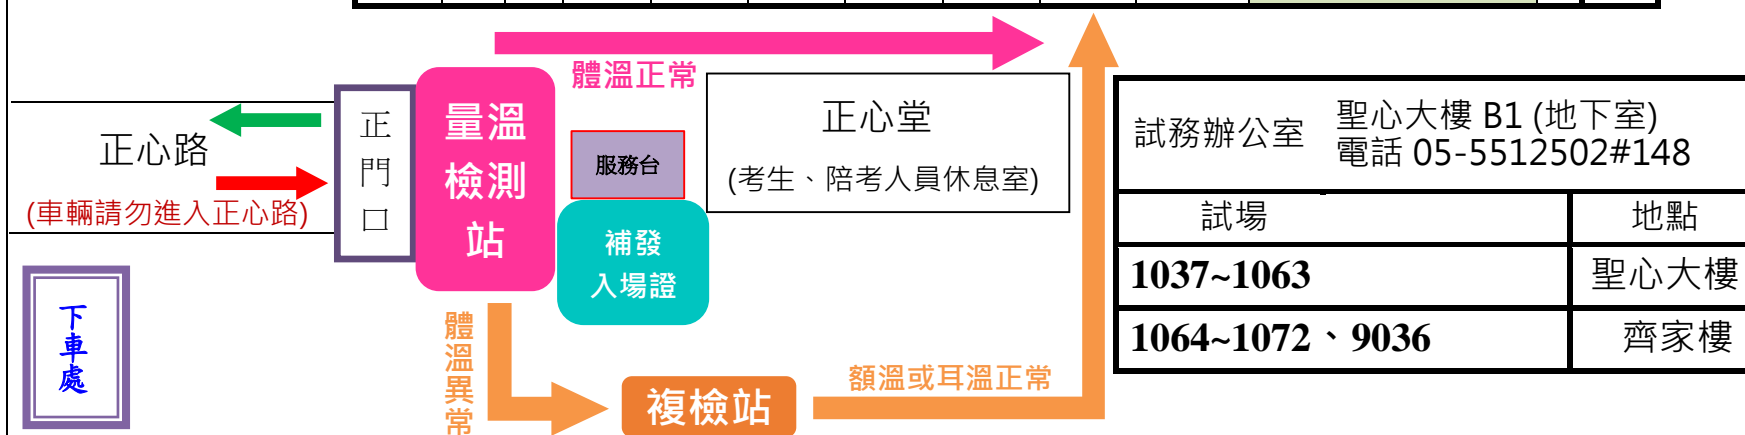 體溫正常
正心路
(車輛請勿進入正心路)
正門口
量溫
檢測
站
服務台
補發
入場證
正心堂
(考生、陪考人員休息室)
下車處
體溫異常
複檢站
額溫或耳溫正常
試務辦公室
聖心大樓 B1 (地下室)
電話 05-5512502#148
試場 地點
1037~1063 聖心大樓
1064~1072、9036 齊家樓